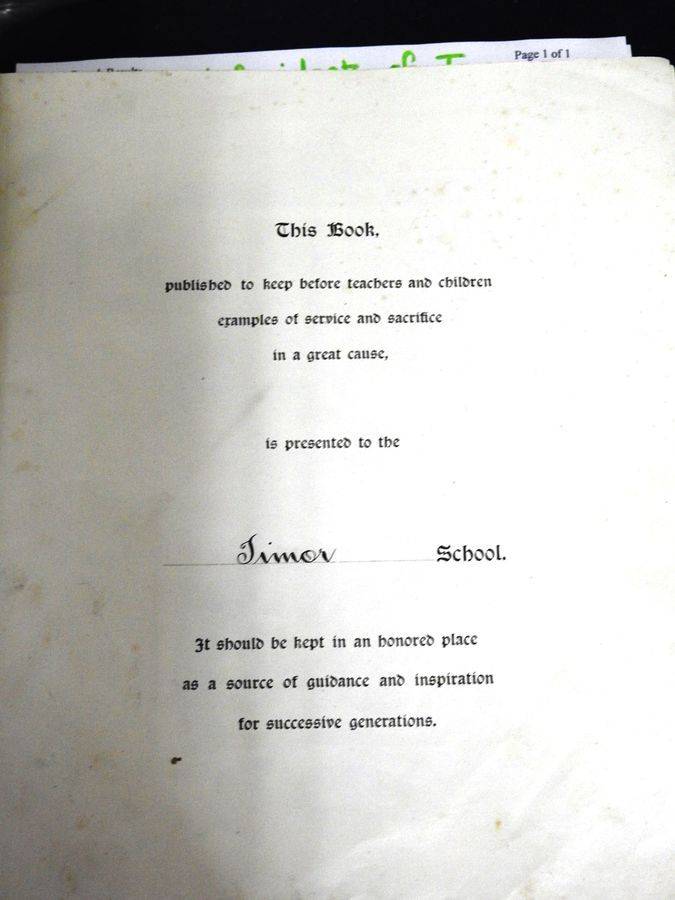 Page 1 of 1
This Book,
published to keep before teachers and children
examples of service and sacrifice
in a great cause,
is presented to the
Timor School.
It should be kept in an honored place
as a source of guidance and inspiration
for successive generations.